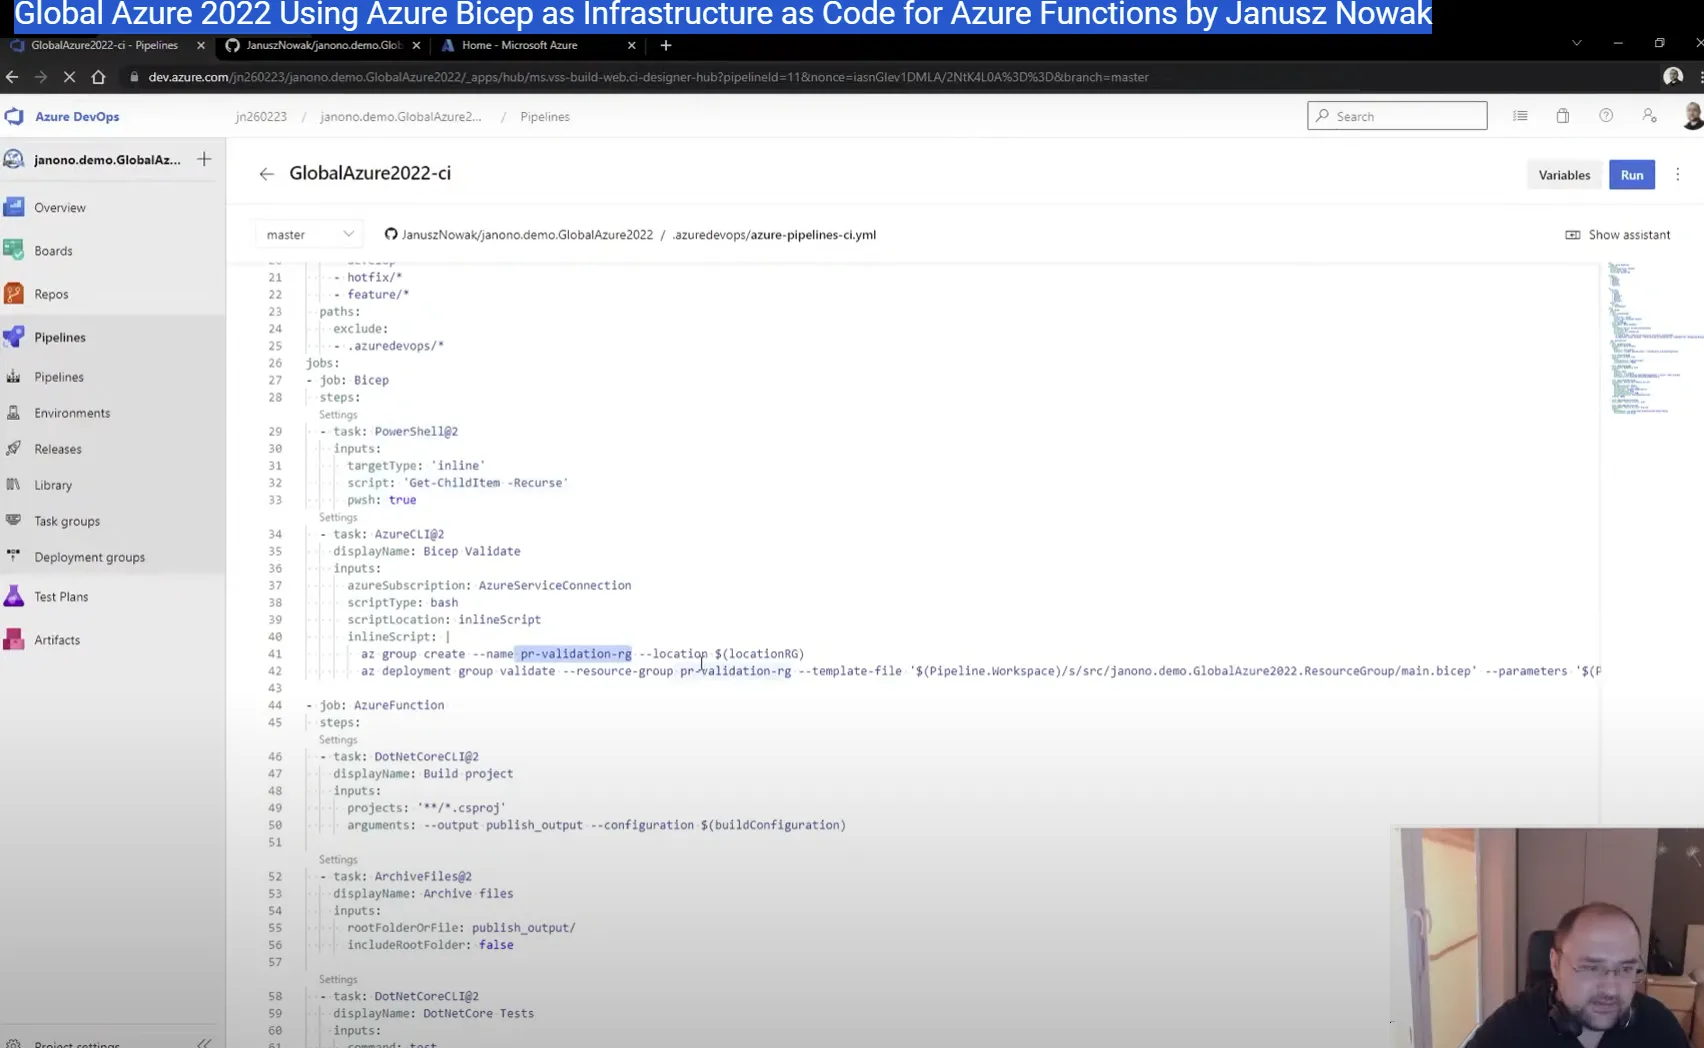 Global Azure 2022 Using Azure Bicep as Infrastructure as Code for Azure Functions by Janusz Nowak
GlobalAzure2022-ci - Pipelines
JanuszNowak/janono.demo.Glob
Home - Microsoft Azure
dev.azure.com/jn260223/janono.demo.GlobalAzure2022/_apps/hub/ms.vss-build-web.ci-designer-hub?pipelineId=11&nonce=iasnGIev1DMLA/2NtK4L0A%3D%3D&branch=master
Azure DevOps
jn260223 / janono.demo.GlobalAzure2... / Pipelines
Search
janono.demo.GlobalAz...
GlobalAzure2022-ci
Variables
Run
Overview
Boards
Repos
Pipelines
Pipelines
Environments
Releases
Library
Task groups
Deployment groups
Test Plans
Artifacts
Project settings
master
JanuszNowak/janono.demo.GlobalAzure2022 / .azuredevops/azure-pipelines-ci.yml
Show assistant
21 - hotfix/*
22 - feature/*
23 paths:
24 exclude:
25 - .azuredevops/*
26 jobs:
27 - job: Bicep
28 steps:
Settings
29 - task: PowerShell@2
30 inputs:
31 targetType: 'inline'
32 script: 'Get-ChildItem -Recurse'
33 pwsh: true
Settings
34 - task: AzureCLI@2
35 displayName: Bicep Validate
36 inputs:
37 azureSubscription: AzureServiceConnection
38 scriptType: bash
39 scriptLocation: inlineScript
40 inlineScript: |
41 az group create --name pr-validation-rg --location $(locationRG)
42 az deployment group validate --resource-group pr-validation-rg --template-file '$(Pipeline.Workspace)/s/src/janono.demo.GlobalAzure2022.ResourceGroup/main.bicep' --parameters '$(P
43
44 - job: AzureFunction
45 steps:
Settings
46 - task: DotNetCoreCLI@2
47 displayName: Build project
48 inputs:
49 projects: '**/*.csproj'
50 arguments: --output publish_output --configuration $(buildConfiguration)
51
Settings
52 - task: ArchiveFiles@2
53 displayName: Archive files
54 inputs:
55 rootFolderOrFile: publish_output/
56 includeRootFolder: false
57
Settings
58 - task: DotNetCoreCLI@2
59 displayName: DotNetCore Tests
60 inputs:
61 command: test